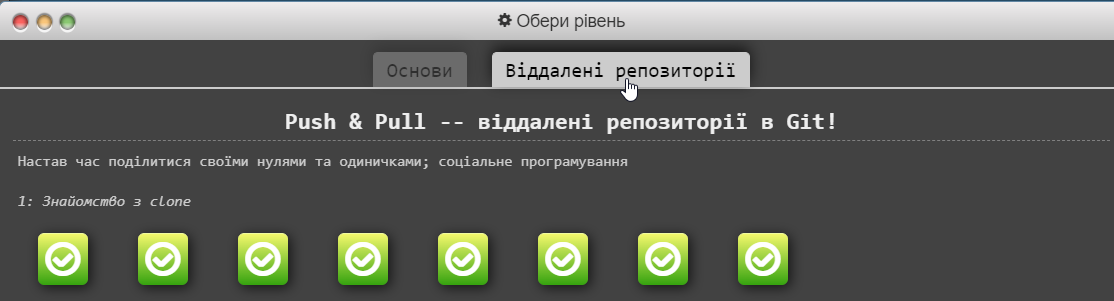 Обери рівень
Основи
Віддалені репозиторії
Push & Pull -- віддалені репозиторії в Git!
Настав час поділитися своїми нулями та одиничками; соціальне програмування
1: Знайомство з clone